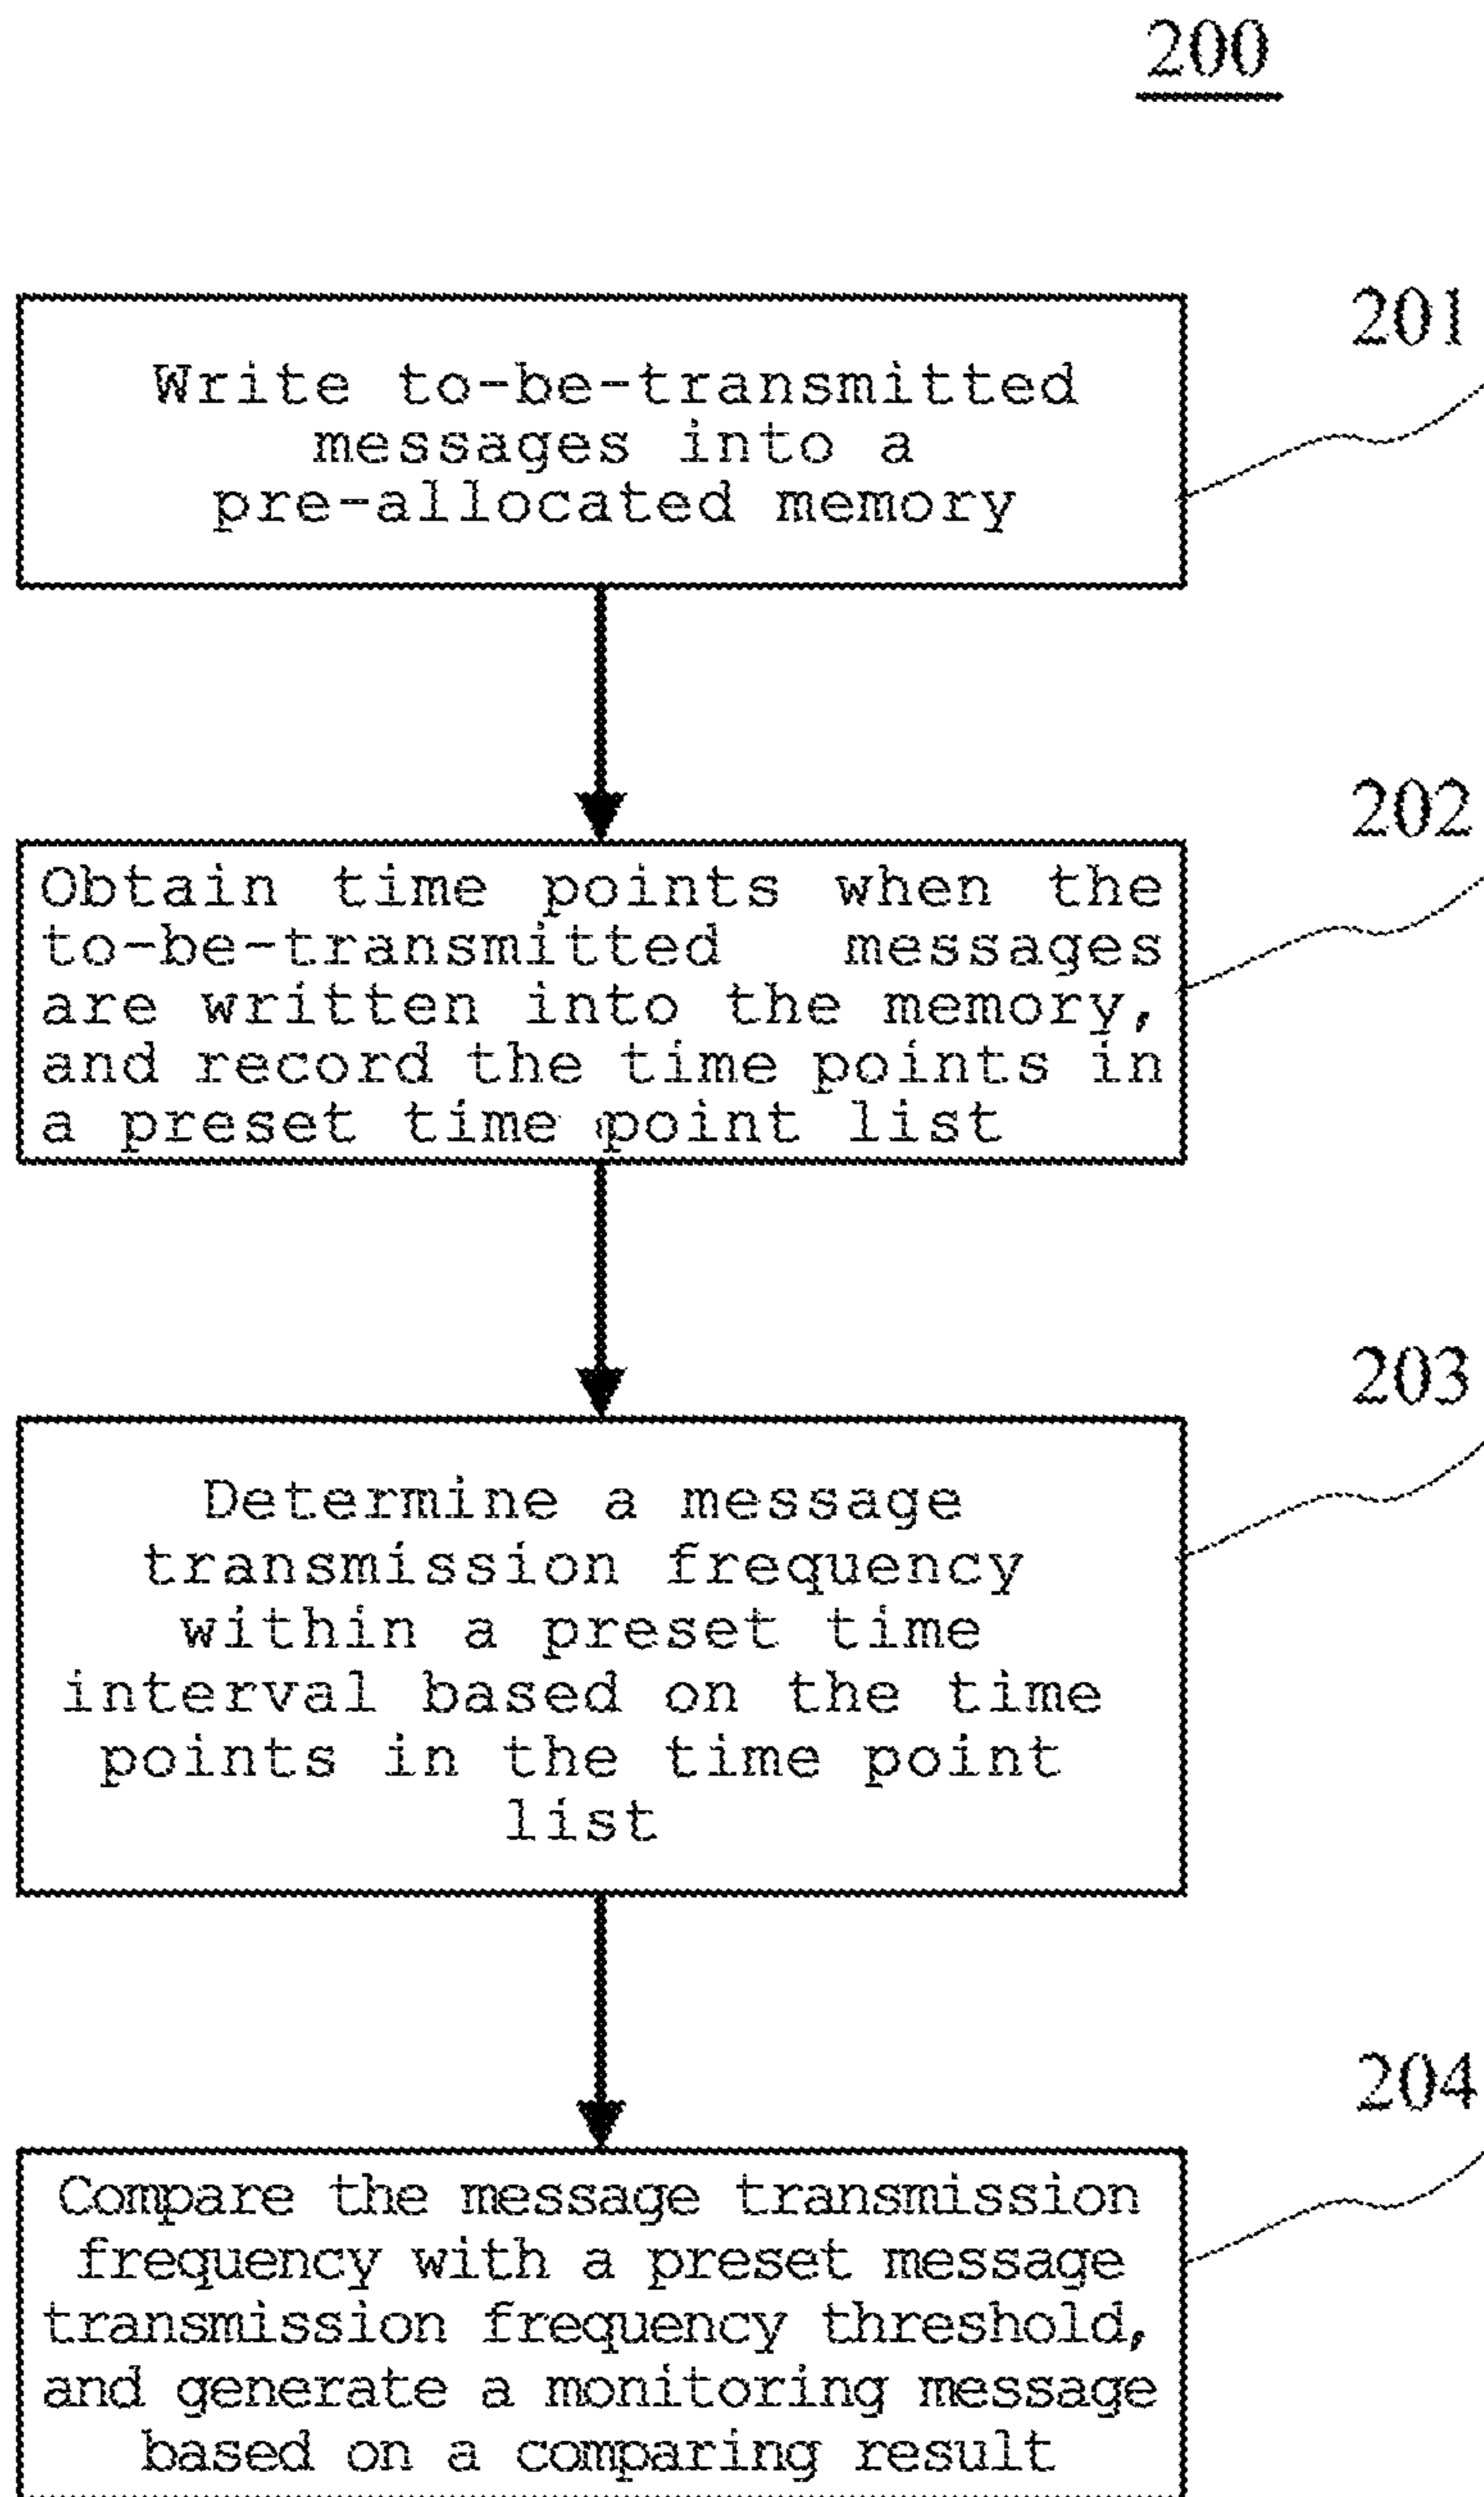 200
201
Write to-be-transmitted
messages into a
pre-allocated memory
202
Obtain time points when the
to-be-transmitted messages
are written into the memory,
and record the time points in
a preset time point list
203
Determine a message
transmission frequency
within a preset time
interval based on the time
points in the time point
list
204
Compare the message transmission
frequency with a preset message
transmission frequency threshold,
and generate a monitoring message
based on a comparing result